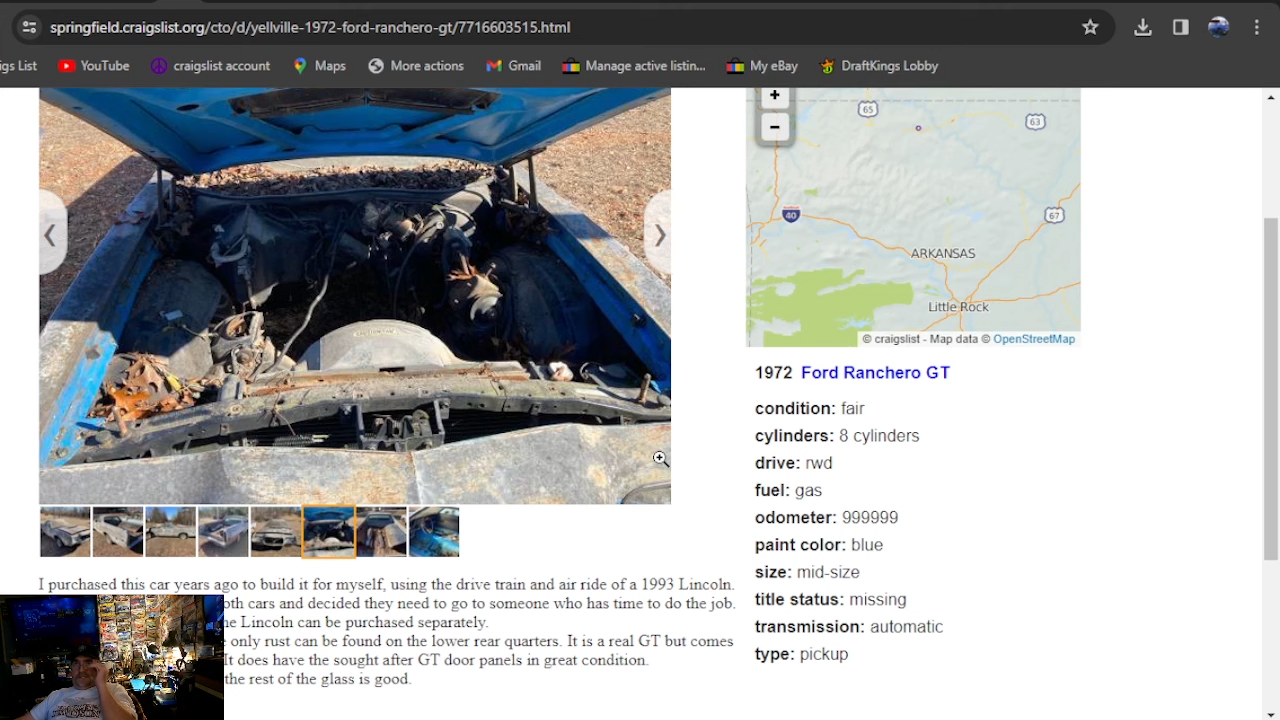 springfield.craigslist.org/cto/d/yellville-1972-ford-ranchero-gt/7716603515.html
igs List YouTube craigslist account Maps More actions Gmail Manage active listin... My eBay DraftKings Lobby
+
−
65
63
40
67
ARKANSAS
Little Rock
© craigslist - Map data © OpenStreetMap
1972 Ford Ranchero GT
condition: fair
cylinders: 8 cylinders
drive: rwd
fuel: gas
odometer: 999999
paint color: blue
size: mid-size
title status: missing
transmission: automatic
type: pickup
I purchased this car years ago to build it for myself, using the drive train and air ride of a 1993 Lincoln.
oth cars and decided they need to go to someone who has time to do the job.
he Lincoln can be purchased separately.
e only rust can be found on the lower rear quarters. It is a real GT but comes
It does have the sought after GT door panels in great condition.
the rest of the glass is good.